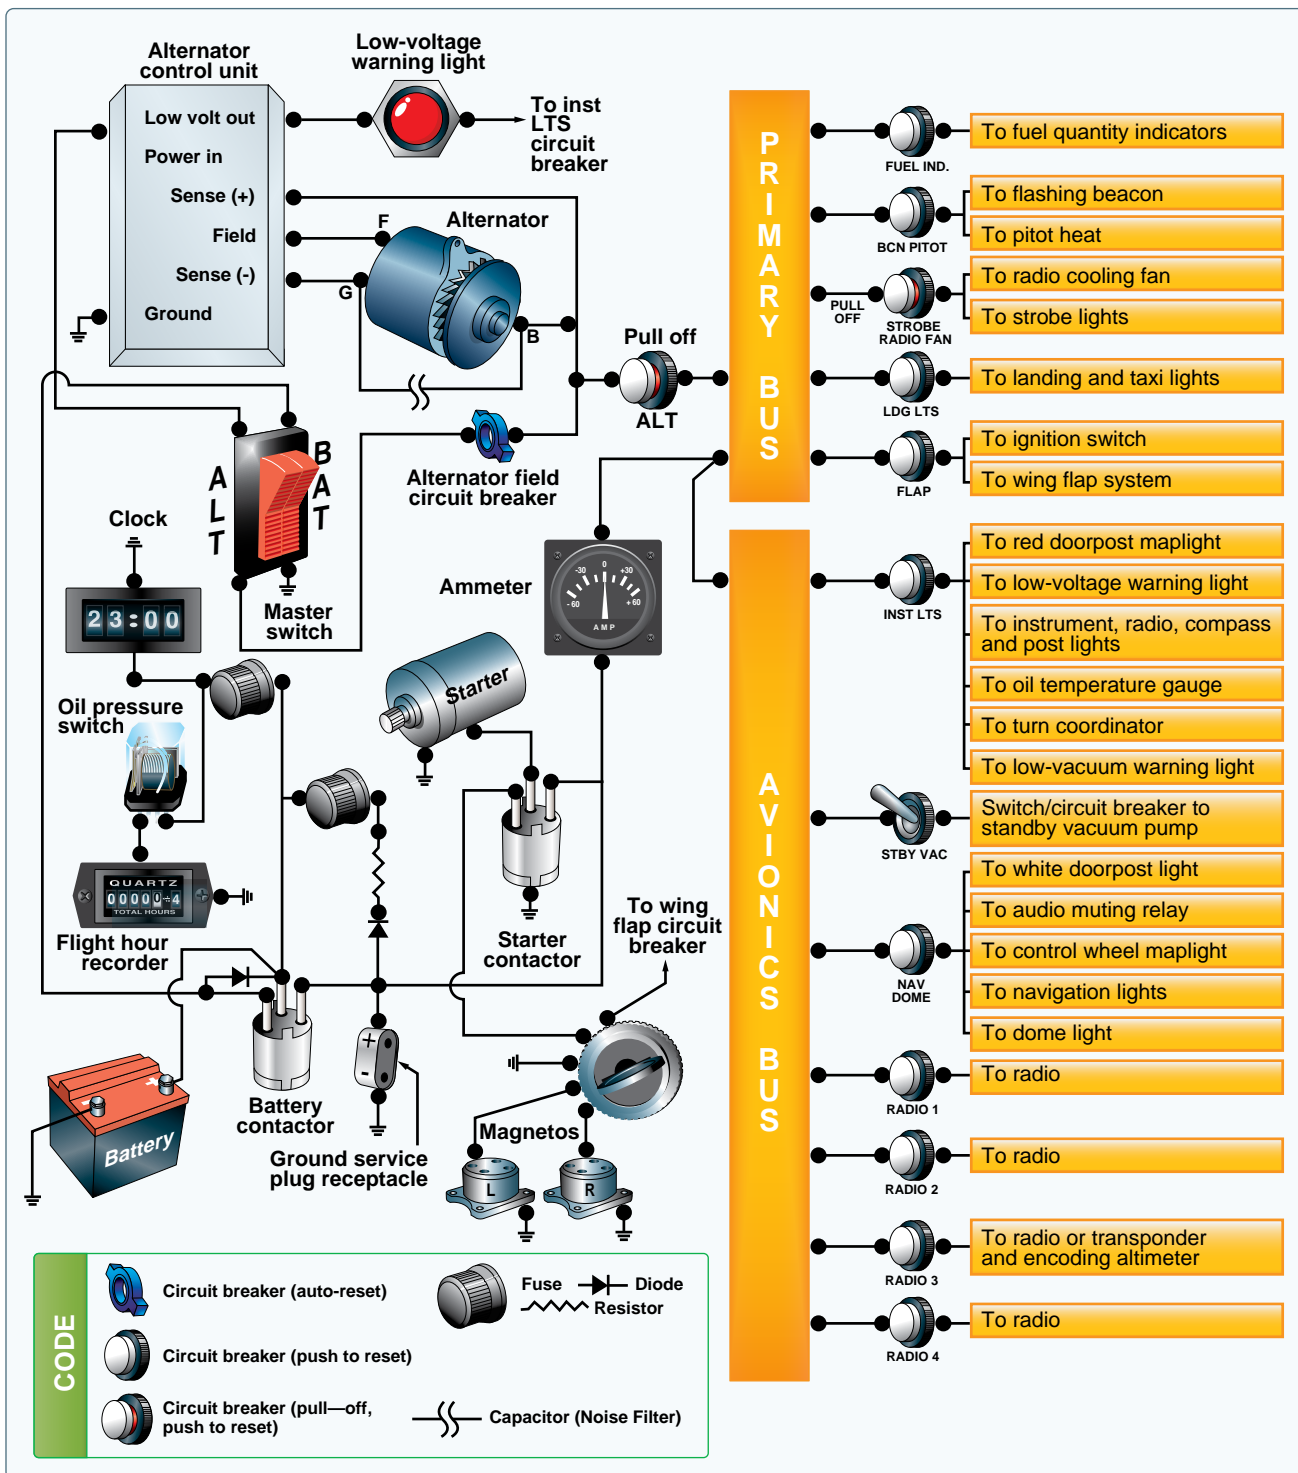 Alternator
control unit
Low volt out
Power in
Sense (+)
Field
Sense (-)
Ground
Low-voltage
warning light
To inst
LTS
circuit
breaker
Alternator
F
G
B
Pull off
ALT
Alternator field
circuit breaker
ALT
BAT
Master
switch
Clock
23:00
Oil pressure
switch
QUARTZ
00000÷4
TOTAL HOURS
Flight hour
recorder
Ammeter
-60
-30
0
+30
+60
AMP
Starter
Starter
contactor
To wing
flap circuit
breaker
Battery
+
-
Battery
contactor
+
-
Ground service
plug receptacle
Magnetos
L
R
PRIMARY BUS
FUEL IND.
To fuel quantity indicators
BCN PITOT
To flashing beacon
To pitot heat
PULL
OFF
STROBE
RADIO FAN
To radio cooling fan
To strobe lights
LDG LTS
To landing and taxi lights
FLAP
To ignition switch
To wing flap system
AVIONICS BUS
INST LTS
To red doorpost maplight
To low-voltage warning light
To instrument, radio, compass
and post lights
To oil temperature gauge
To turn coordinator
To low-vacuum warning light
STBY VAC
Switch/circuit breaker to
standby vacuum pump
NAV
DOME
To white doorpost light
To audio muting relay
To control wheel maplight
To navigation lights
To dome light
RADIO 1
To radio
RADIO 2
To radio
RADIO 3
To radio or transponder
and encoding altimeter
RADIO 4
To radio
CODE
Circuit breaker (auto-reset)
Circuit breaker (push to reset)
Circuit breaker (pull—off,
push to reset)
Fuse
Diode
Resistor
Capacitor (Noise Filter)